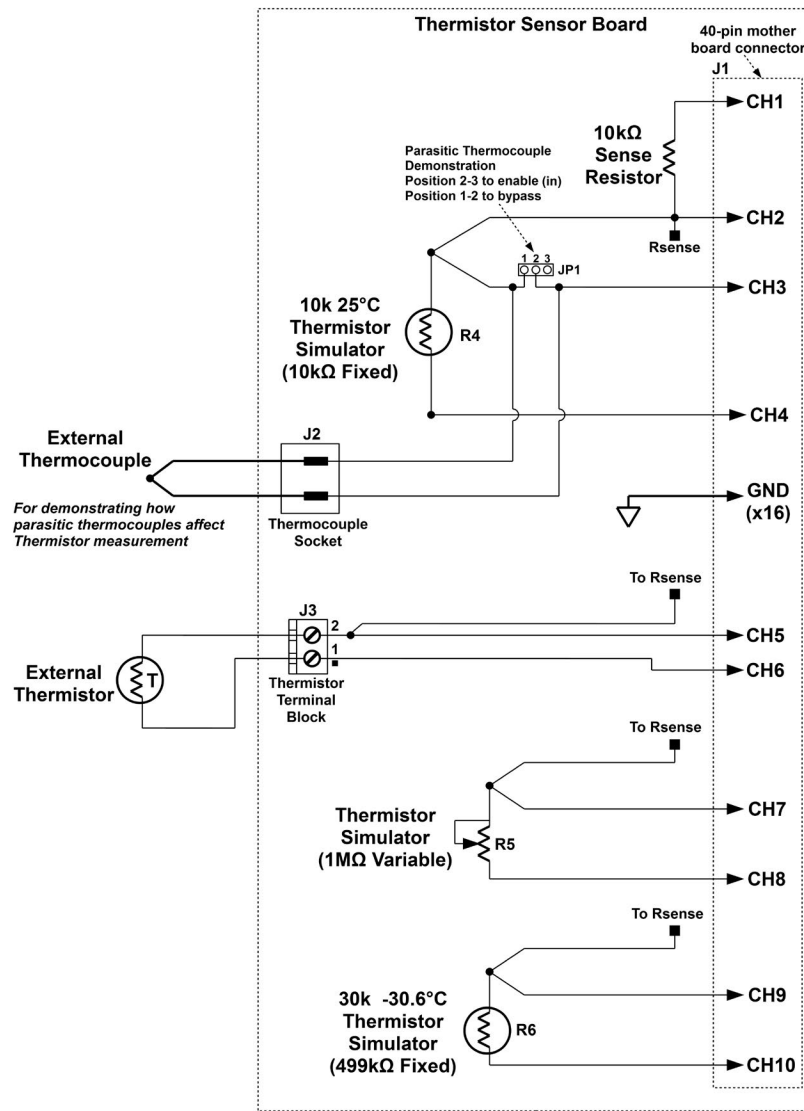 Thermistor Sensor Board
40-pin mother
board connector
J1
CH1
10kΩ
Sense
Resistor
Parasitic Thermocouple
Demonstration
Position 2-3 to enable (in)
Position 1-2 to bypass
CH2
Rsense
1 2 3
JP1
CH3
10k 25°C
Thermistor
Simulator
(10kΩ Fixed)
R4
CH4
External
Thermocouple
J2
For demonstrating how
parasitic thermocouples affect
Thermistor measurement
Thermocouple
Socket
GND
(x16)
To Rsense
J3
2
CH5
1
CH6
External
Thermistor
T
Thermistor
Terminal
Block
To Rsense
CH7
Thermistor
Simulator
(1MΩ Variable)
R5
CH8
To Rsense
CH9
30k -30.6°C
Thermistor
Simulator
(499kΩ Fixed)
R6
CH10